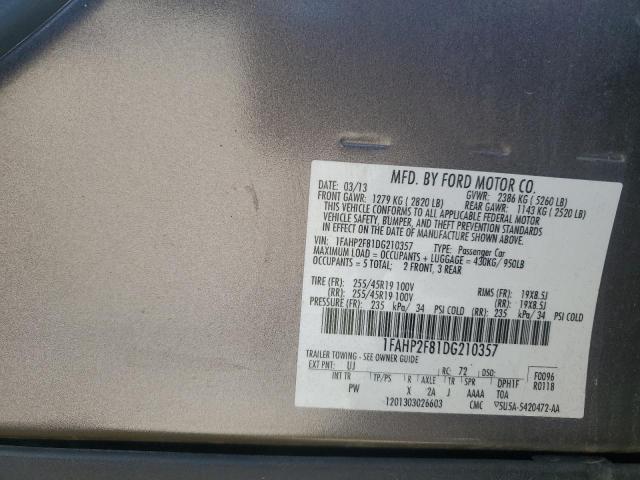 MFD. BY FORD MOTOR CO.
DATE: 03/13 GVWR: 2386 KG ( 5260 LB)
FRONT GAWR: 1279 KG ( 2820 LB) REAR GAWR: 1143 KG ( 2520 LB)
THIS VEHICLE CONFORMS TO ALL APPLICABLE FEDERAL MOTOR
VEHICLE SAFETY, BUMPER, AND THEFT PREVENTION STANDARDS
IN EFFECT ON THE DATE OF MANUFACTURE SHOWN ABOVE.
VIN: 1FAHP2F81DG210357 TYPE: Passenger Car
MAXIMUM LOAD = OCCUPANTS + LUGGAGE = 430KG/ 950LB
OCCUPANTS = 5 TOTAL; 2 FRONT, 3 REAR
TIRE (FR): 255/45R19 100V RIMS (FR): 19X8.5J
(RR): 255/45R19 100V (RR): 19X8.5J
PRESSURE (FR): 235 kPa/ 34 PSI COLD (RR): 235 kPa/ 34 PSI COLD
1FAHP2F81DG210357
TRAILER TOWING - SEE OWNER GUIDE
EXT PNT: UJ RC: 72 DSO: F0096
INT TR TP/PS R AXLE TR SPR DPH1F R0118
PW X 2A J AAAA TOT
1201303026603 CMC 5U5A-5420472-AA